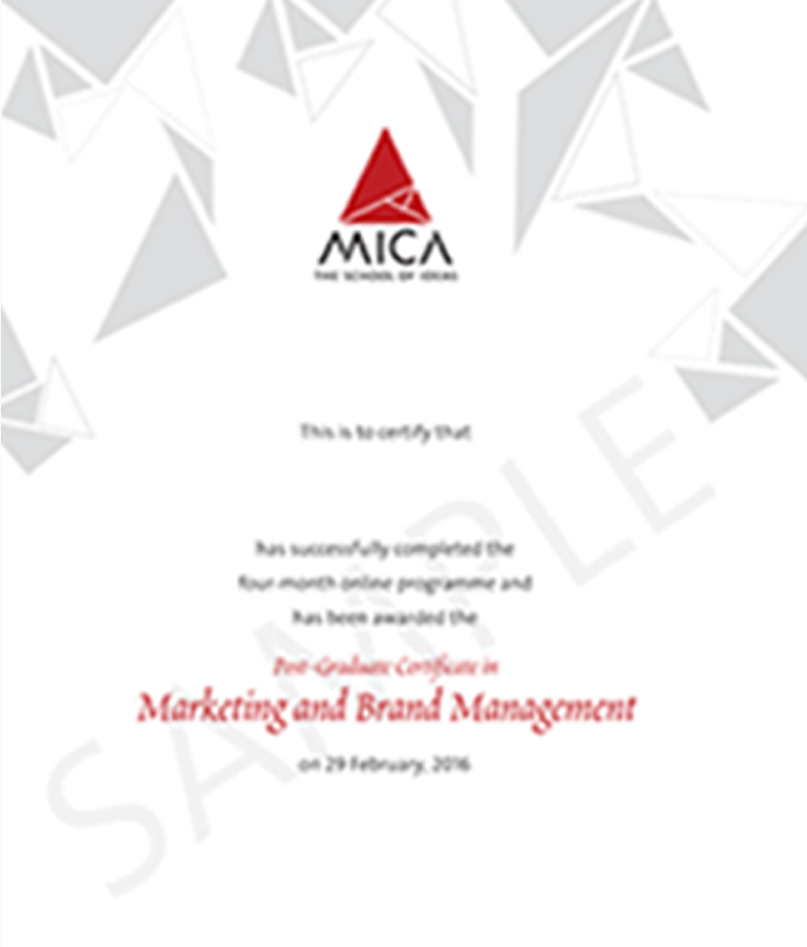 MICA
THE SCHOOL OF IDEAS
This is to certify that
has successfully completed the
four-month online programme and
has been awarded the
Post-Graduate Certificate in
Marketing and Brand Management
on 29 February, 2016
SAMPLE